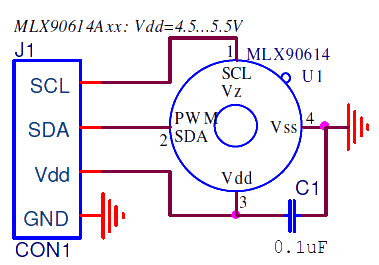 MLX90614Axx: Vdd=4.5...5.5V
J1
1
MLX90614
U1
SCL
SCL
Vz
SDA
2
PWM
SDA
Vss
4
Vdd
Vdd
3
C1
GND
CON1
0.1uF